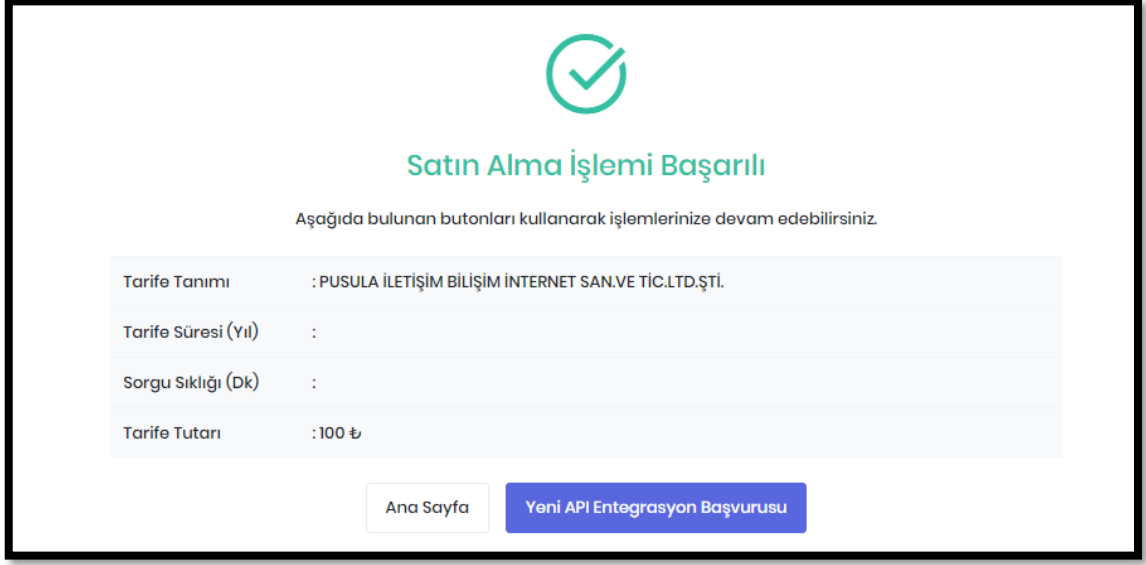 Satın Alma İşlemi Başarılı
Aşağıda bulunan butonları kullanarak işlemlerinize devam edebilirsiniz.
Tarife Tanımı : PUSULA İLETİŞİM BİLİŞİM İNTERNET SAN.VE TİC.LTD.ŞTİ.
Tarife Süresi (Yıl) :
Sorgu Sıklığı (Dk) :
Tarife Tutarı : 100 ₺
Ana Sayfa Yeni API Entegrasyon Başvurusu